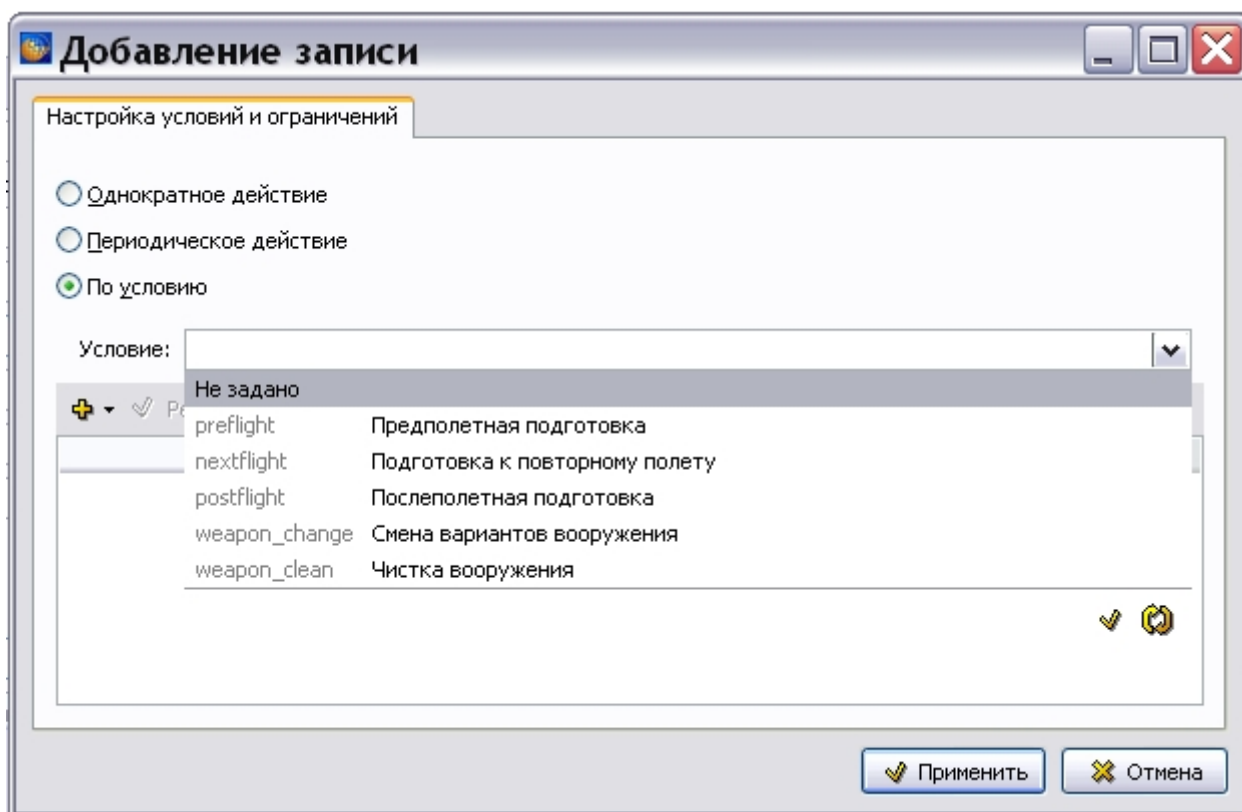 Добавление записи
Настройка условий и ограничений
Однократное действие
Периодическое действие
По условию
Условие:
Не задано
preflight Предполетная подготовка
nextflight Подготовка к повторному полету
postflight Послеполетная подготовка
weapon_change Смена вариантов вооружения
weapon_clean Чистка вооружения
Применить Отмена